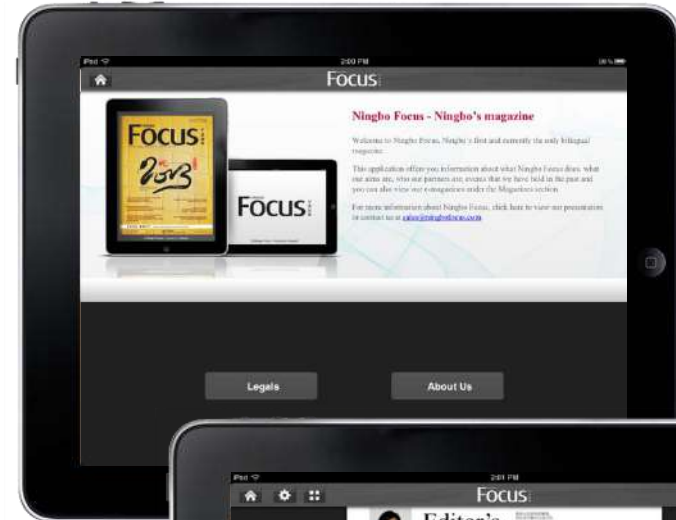 iPad
2:00 PM
Focus
Ningbo Focus - Ningbo's magazine
Welcome to Ningbo Focus, Ningbo's first and currently the only bilingual
magazine.
This application offers you information about what Ningbo Focus does, what
our aims are, who our partners are, events that we have held in the past and
you can also view our e-magazines under the Magazines section
For more information about Ningbo Focus, click here to view our presentation
or contact us at sales@ningbofocus.com
FOCUS
2013
FOCUS
Legals
About Us
iPad
2:01 PM
Focus
Editor's